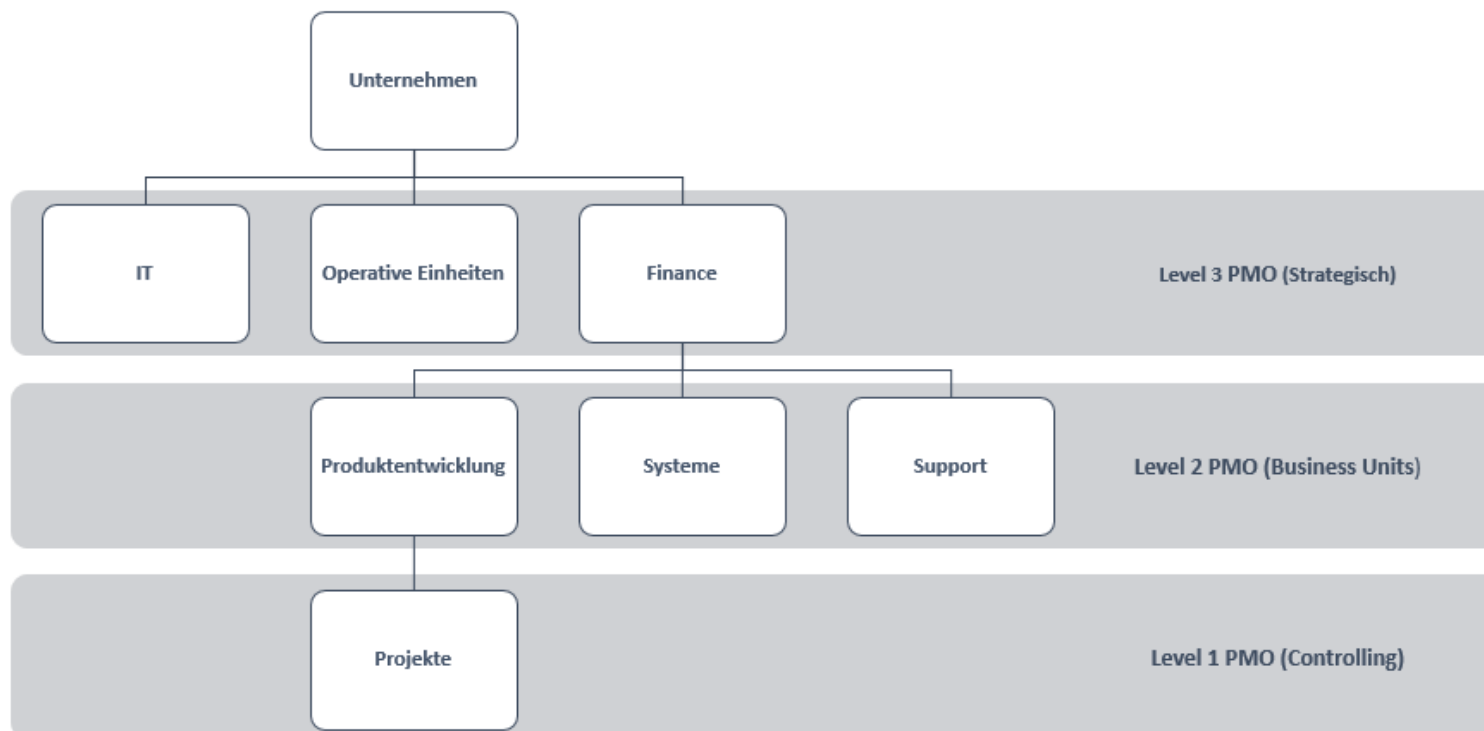 Unternehmen
IT
Operative Einheiten
Finance
Level 3 PMO (Strategisch)
Produktentwicklung
Systeme
Support
Level 2 PMO (Business Units)
Projekte
Level 1 PMO (Controlling)